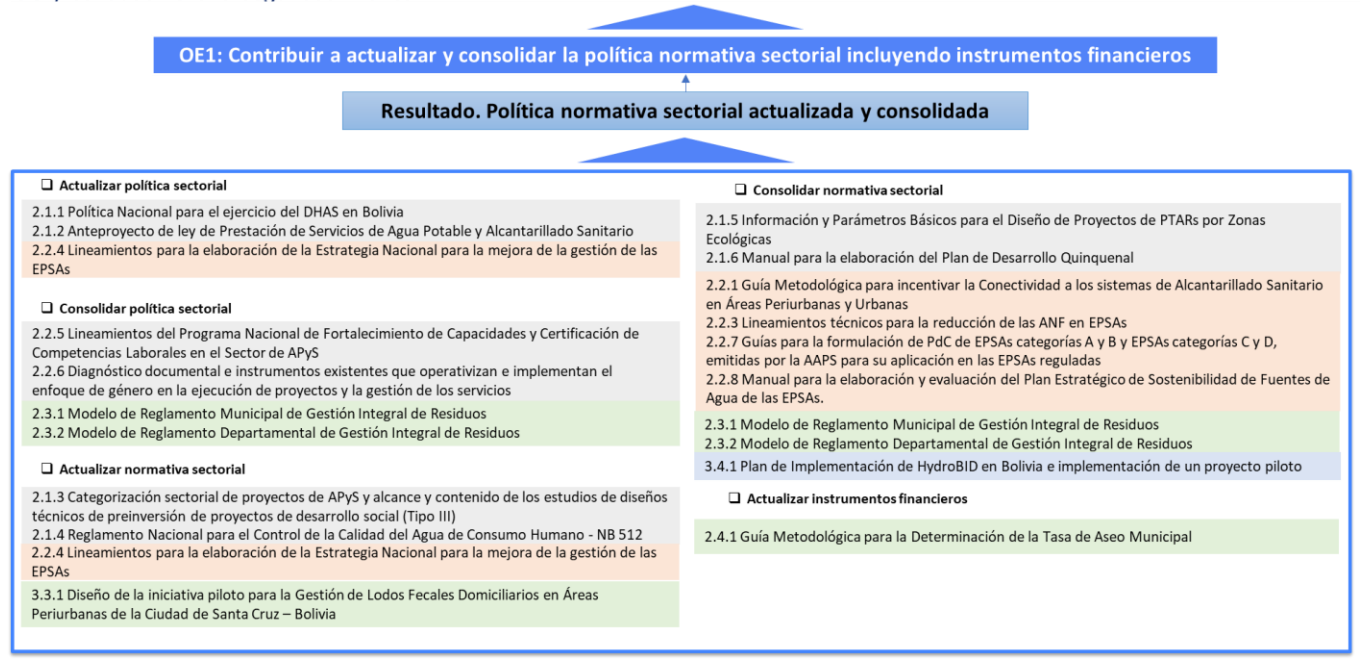 OE1: Contribuir a actualizar y consolidar la política normativa sectorial incluyendo instrumentos financieros
Resultado. Política normativa sectorial actualizada y consolidada
❑ Actualizar política sectorial
2.1.1 Política Nacional para el ejercicio del DHAS en Bolivia
2.1.2 Anteproyecto de ley de Prestación de Servicios de Agua Potable y Alcantarillado Sanitario
2.2.4 Lineamientos para la elaboración de la Estrategia Nacional para la mejora de la gestión de las
EPSAs
❑ Consolidar política sectorial
2.2.5 Lineamientos del Programa Nacional de Fortalecimiento de Capacidades y Certificación de
Competencias Laborales en el Sector de APyS
2.2.6 Diagnóstico documental e instrumentos existentes que operativizan e implementan el
enfoque de género en la ejecución de proyectos y la gestión de los servicios
2.3.1 Modelo de Reglamento Municipal de Gestión Integral de Residuos
2.3.2 Modelo de Reglamento Departamental de Gestión Integral de Residuos
❑ Actualizar normativa sectorial
2.1.3 Categorización sectorial de proyectos de APyS y alcance y contenido de los estudios de diseños
técnicos de preinversión de proyectos de desarrollo social (Tipo III)
2.1.4 Reglamento Nacional para el Control de la Calidad del Agua de Consumo Humano - NB 512
2.2.4 Lineamientos para la elaboración de la Estrategia Nacional para la mejora de la gestión de las
EPSAs
3.3.1 Diseño de la iniciativa piloto para la Gestión de Lodos Fecales Domiciliarios en Áreas
Periurbanas de la Ciudad de Santa Cruz – Bolivia
❑ Consolidar normativa sectorial
2.1.5 Información y Parámetros Básicos para el Diseño de Proyectos de PTARs por Zonas
Ecológicas
2.1.6 Manual para la elaboración del Plan de Desarrollo Quinquenal
2.2.1 Guía Metodológica para incentivar la Conectividad a los sistemas de Alcantarillado Sanitario
en Áreas Periurbanas y Urbanas
2.2.3 Lineamientos técnicos para la reducción de las ANF en EPSAs
2.2.7 Guías para la formulación de PdC de EPSAs categorías A y B y EPSAs categorías C y D,
emitidas por la AAPS para su aplicación en las EPSAs reguladas
2.2.8 Manual para la elaboración y evaluación del Plan Estratégico de Sostenibilidad de Fuentes de
Agua de las EPSAs.
2.3.1 Modelo de Reglamento Municipal de Gestión Integral de Residuos
2.3.2 Modelo de Reglamento Departamental de Gestión Integral de Residuos
3.4.1 Plan de Implementación de HydroBID en Bolivia e implementación de un proyecto piloto
❑ Actualizar instrumentos financieros
2.4.1 Guía Metodológica para la Determinación de la Tasa de Aseo Municipal